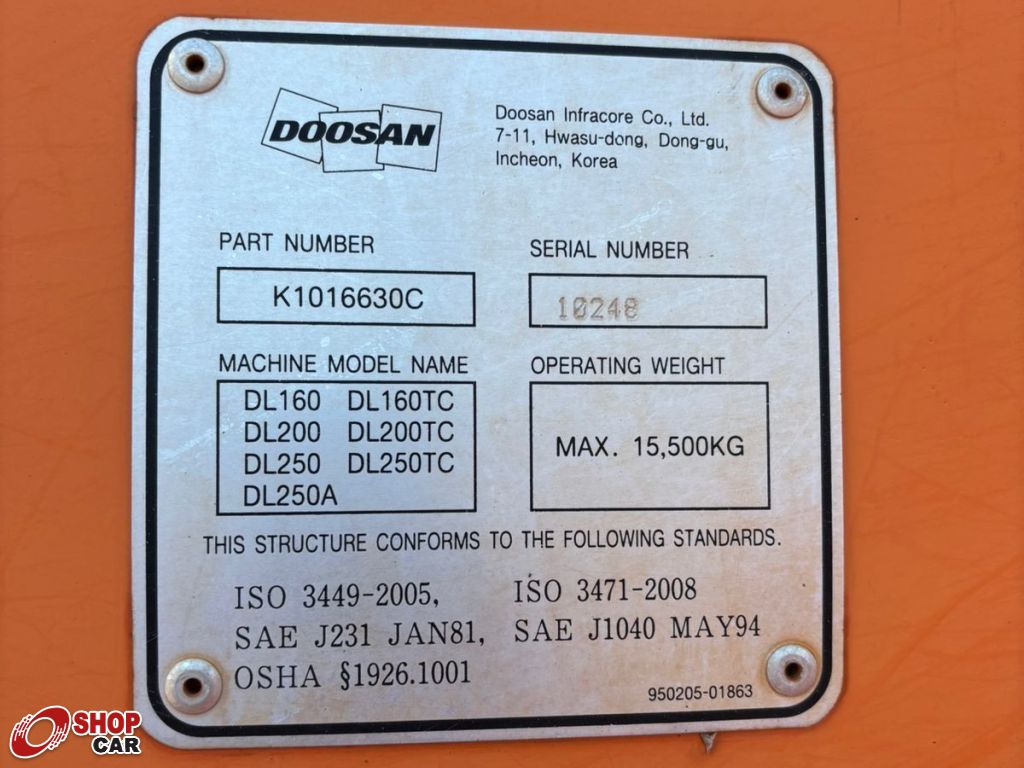 DOOSAN
Doosan Infracore Co., Ltd.
7-11, Hwasu-dong, Dong-gu,
Incheon, Korea
PART NUMBER
K1016630C
SERIAL NUMBER
10248
MACHINE MODEL NAME
DL160 DL160TC
DL200 DL200TC
DL250 DL250TC
DL250A
OPERATING WEIGHT
MAX. 15,500KG
THIS STRUCTURE CONFORMS TO THE FOLLOWING STANDARDS.
ISO 3449-2005, ISO 3471-2008
SAE J231 JAN81, SAE J1040 MAY94
OSHA §1926.1001
950205-01863
SHOP
CAR